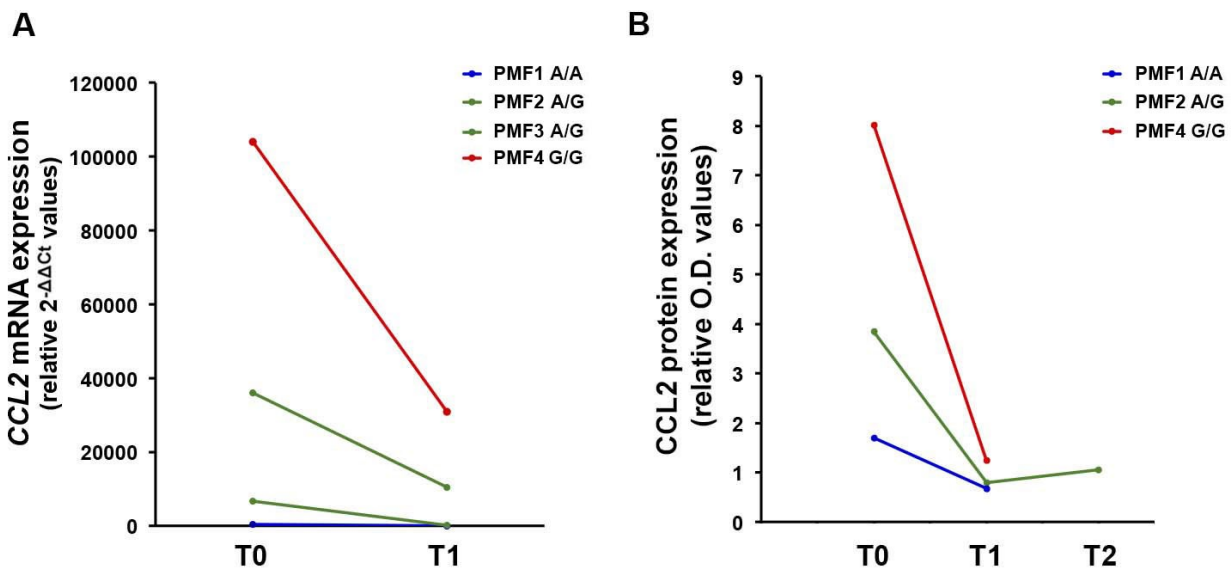 A
CCL2 mRNA expression
(relative 2-ΔΔCt values)
120000
100000
80000
60000
40000
20000
0
T0 T1
PMF1 A/A
PMF2 A/G
PMF3 A/G
PMF4 G/G
B
CCL2 protein expression
(relative O.D. values)
9
8
7
6
5
4
3
2
1
0
T0 T1 T2
PMF1 A/A
PMF2 A/G
PMF4 G/G